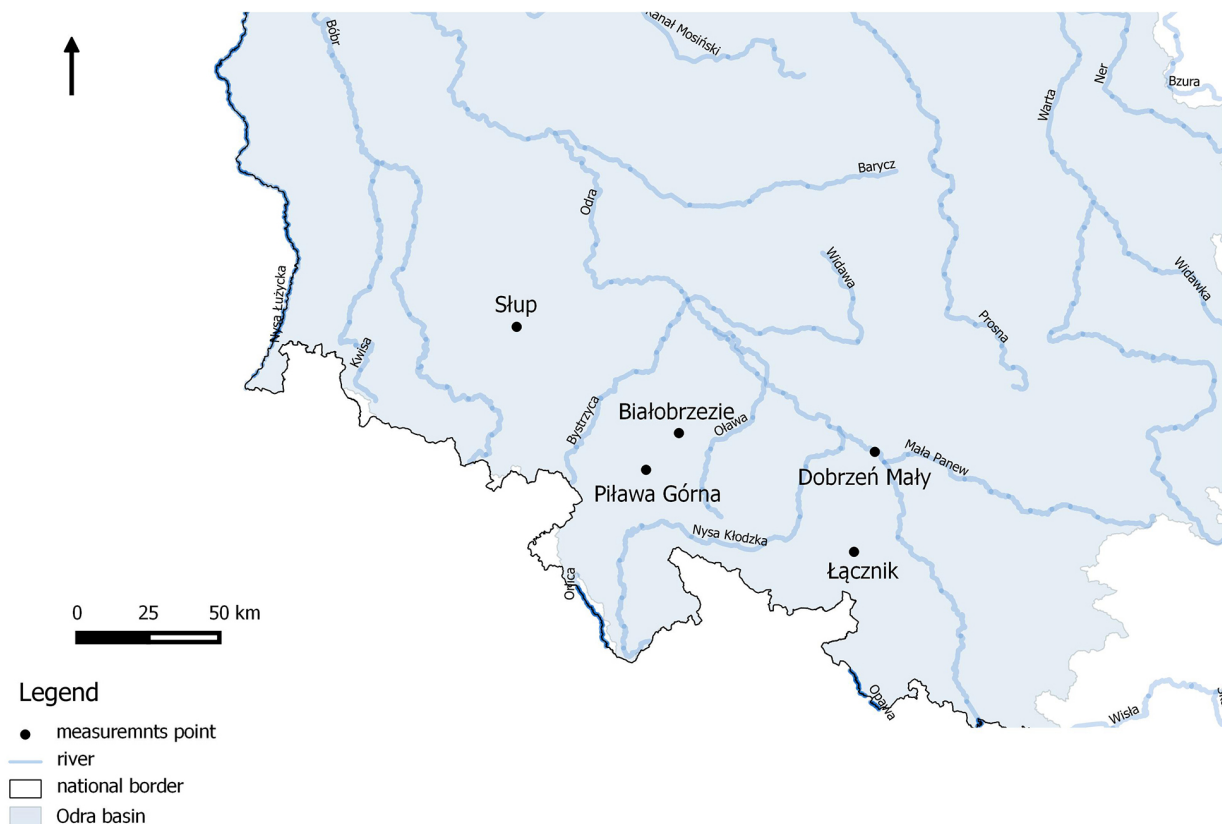 Bóbr
Kanał Mosiński
Ner
Bzura
Warta
Barycz
Odra
Nysa Łużycka
Widawa
Widawka
Słup
Prosna
Kwisa
Białobrzezie
Bystrzyca
Oława
Mała Panew
Dobrzeń Mały
Piława Górna
Nysa Kłodzka
Łącznik
Orlica
0 25 50 km
Opawa
Wisła
Legend
measuremnts point
river
national border
Odra basin